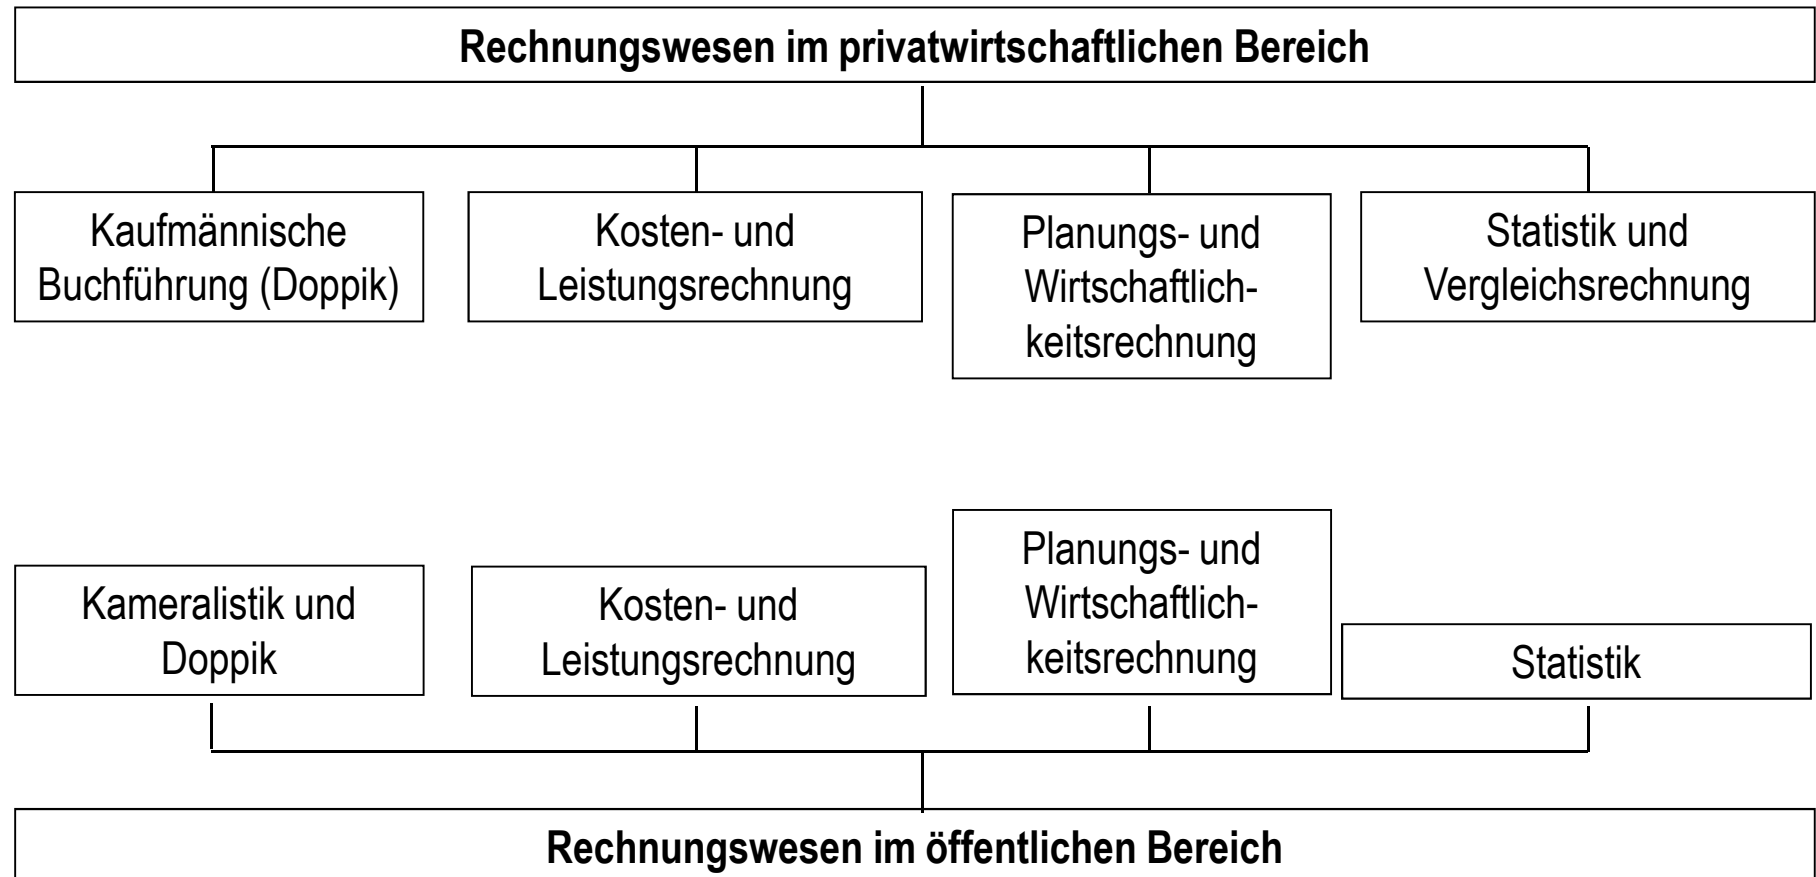 Rechnungswesen im privatwirtschaftlichen Bereich
Kaufmännische
Buchführung (Doppik)
Kosten- und
Leistungsrechnung
Planungs- und
Wirtschaftlich-
keitsrechnung
Statistik und
Vergleichsrechnung
Kameralistik und
Doppik
Kosten- und
Leistungsrechnung
Planungs- und
Wirtschaftlich-
keitsrechnung
Statistik
Rechnungswesen im öffentlichen Bereich